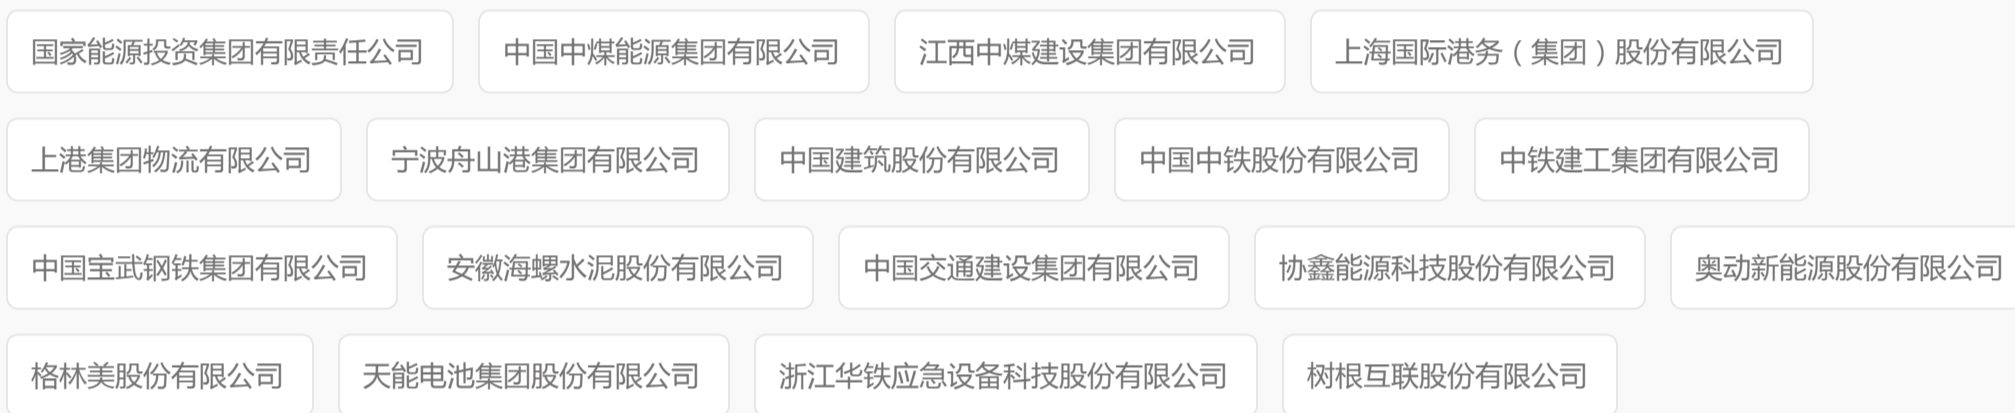 国家能源投资集团有限责任公司 中国中煤能源集团有限公司 江西中煤建设集团有限公司 上海国际港务（集团）股份有限公司
上港集团物流有限公司 宁波舟山港集团有限公司 中国建筑股份有限公司 中国中铁股份有限公司 中铁建工集团有限公司
中国宝武钢铁集团有限公司 安徽海螺水泥股份有限公司 中国交通建设集团有限公司 协鑫能源科技股份有限公司 奥动新能源股份有限公司
格林美股份有限公司 天能电池集团股份有限公司 浙江华铁应急设备科技股份有限公司 树根互联股份有限公司